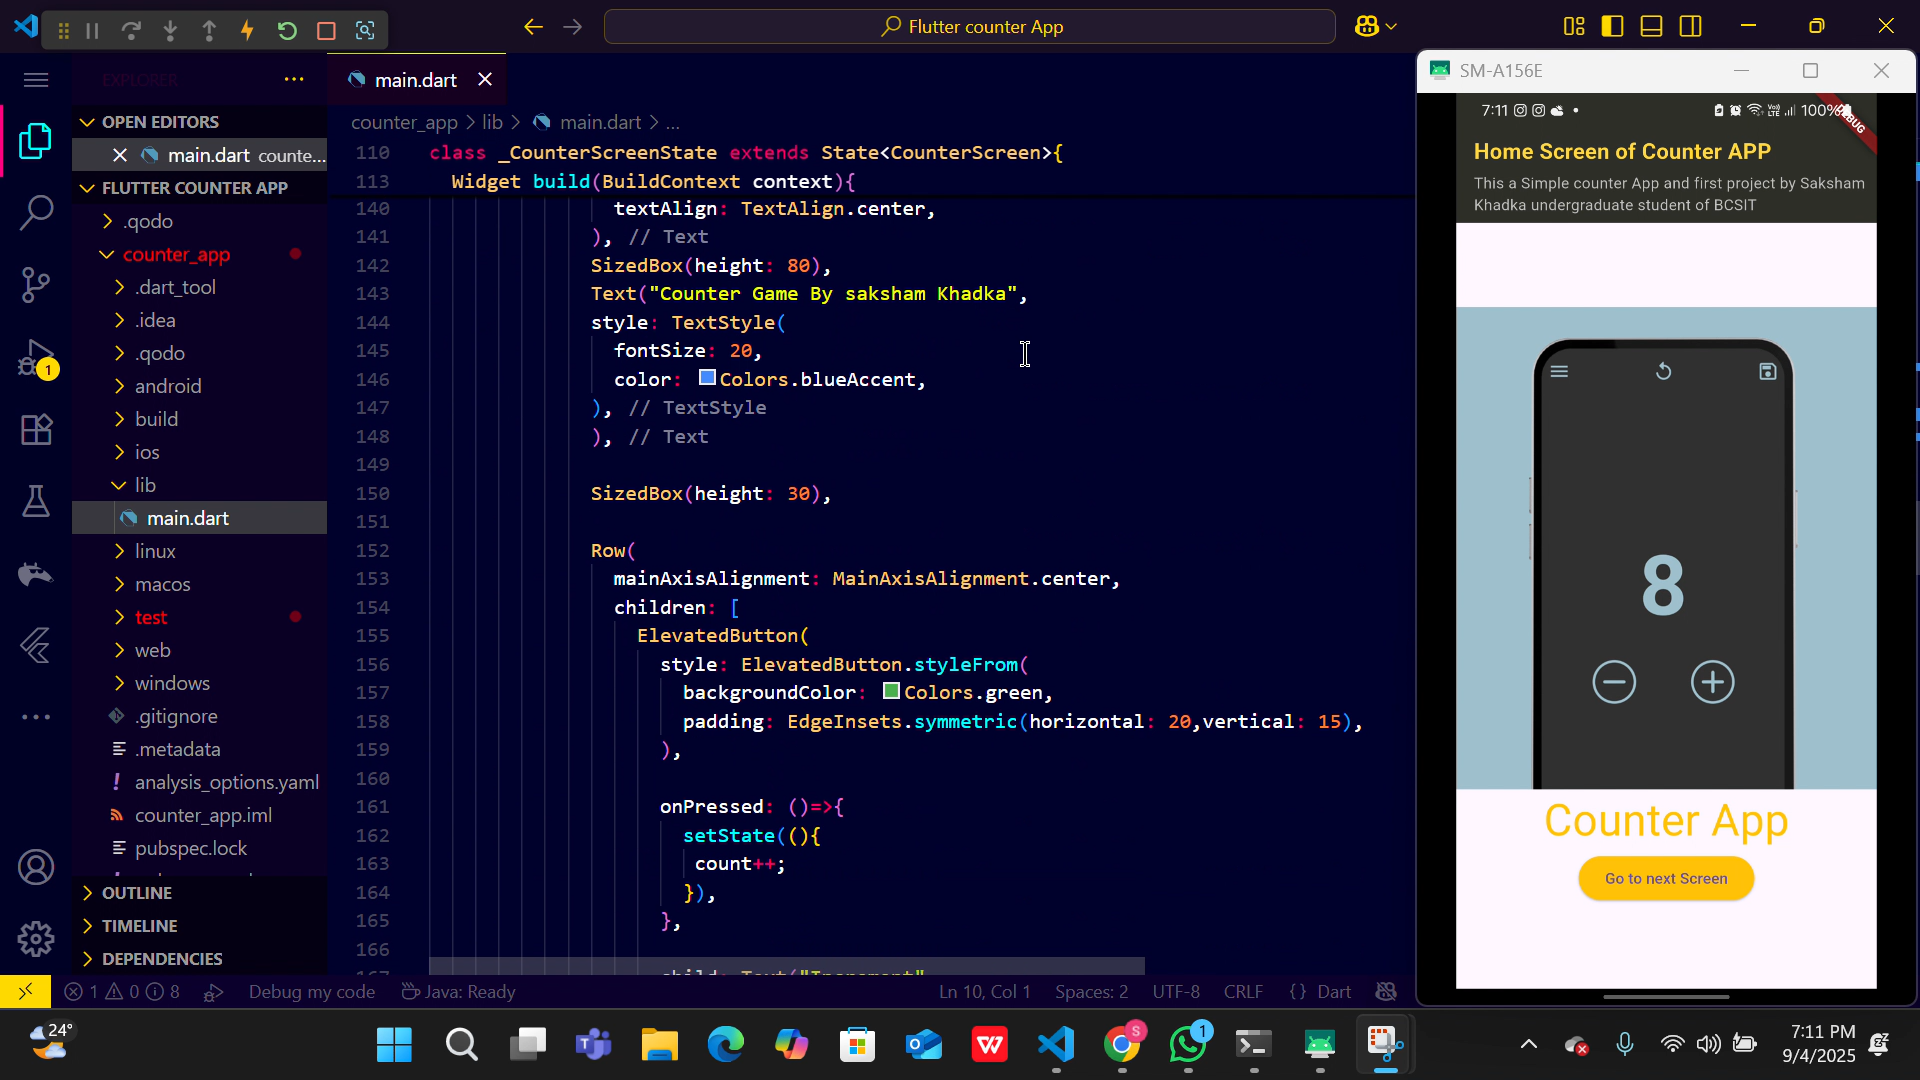 Flutter counter App
EXPLORER
main.dart
OPEN EDITORS
main.dart counte...
FLUTTER COUNTER APP
.qodo
counter_app
.dart_tool
.idea
.qodo
android
build
ios
lib
main.dart
linux
macos
test
web
windows
.gitignore
.metadata
analysis_options.yaml
counter_app.iml
pubspec.lock
OUTLINE
TIMELINE
DEPENDENCIES
1
counter_app > lib > main.dart > ...
110 class _CounterScreenState extends State<CounterScreen>{
113 Widget build(BuildContext context){
140 textAlign: TextAlign.center,
141 ), // Text
142 SizedBox(height: 80),
143 Text("Counter Game By saksham Khadka",
144 style: TextStyle(
145 fontSize: 20,
146 color: Colors.blueAccent,
147 ), // TextStyle
148 ), // Text
149
150 SizedBox(height: 30),
151
152 Row(
153 mainAxisAlignment: MainAxisAlignment.center,
154 children: [
155 ElevatedButton(
156 style: ElevatedButton.styleFrom(
157 backgroundColor: Colors.green,
158 padding: EdgeInsets.symmetric(horizontal: 20,vertical: 15),
159 ),
160
161 onPressed: ()=>{
162 setState((){
163 count++;
164 }),
165 },
166
167 child: Text("Increment"
SM-A156E
7:11 100%
DEBUG
Home Screen of Counter APP
This a Simple counter App and first project by Saksham
Khadka undergraduate student of BCSIT
8
Counter App
Go to next Screen
1 0 8 Debug my code Java: Ready Ln 10, Col 1 Spaces: 2 UTF-8 CRLF {} Dart
24°
S
1
7:11 PM
9/4/2025